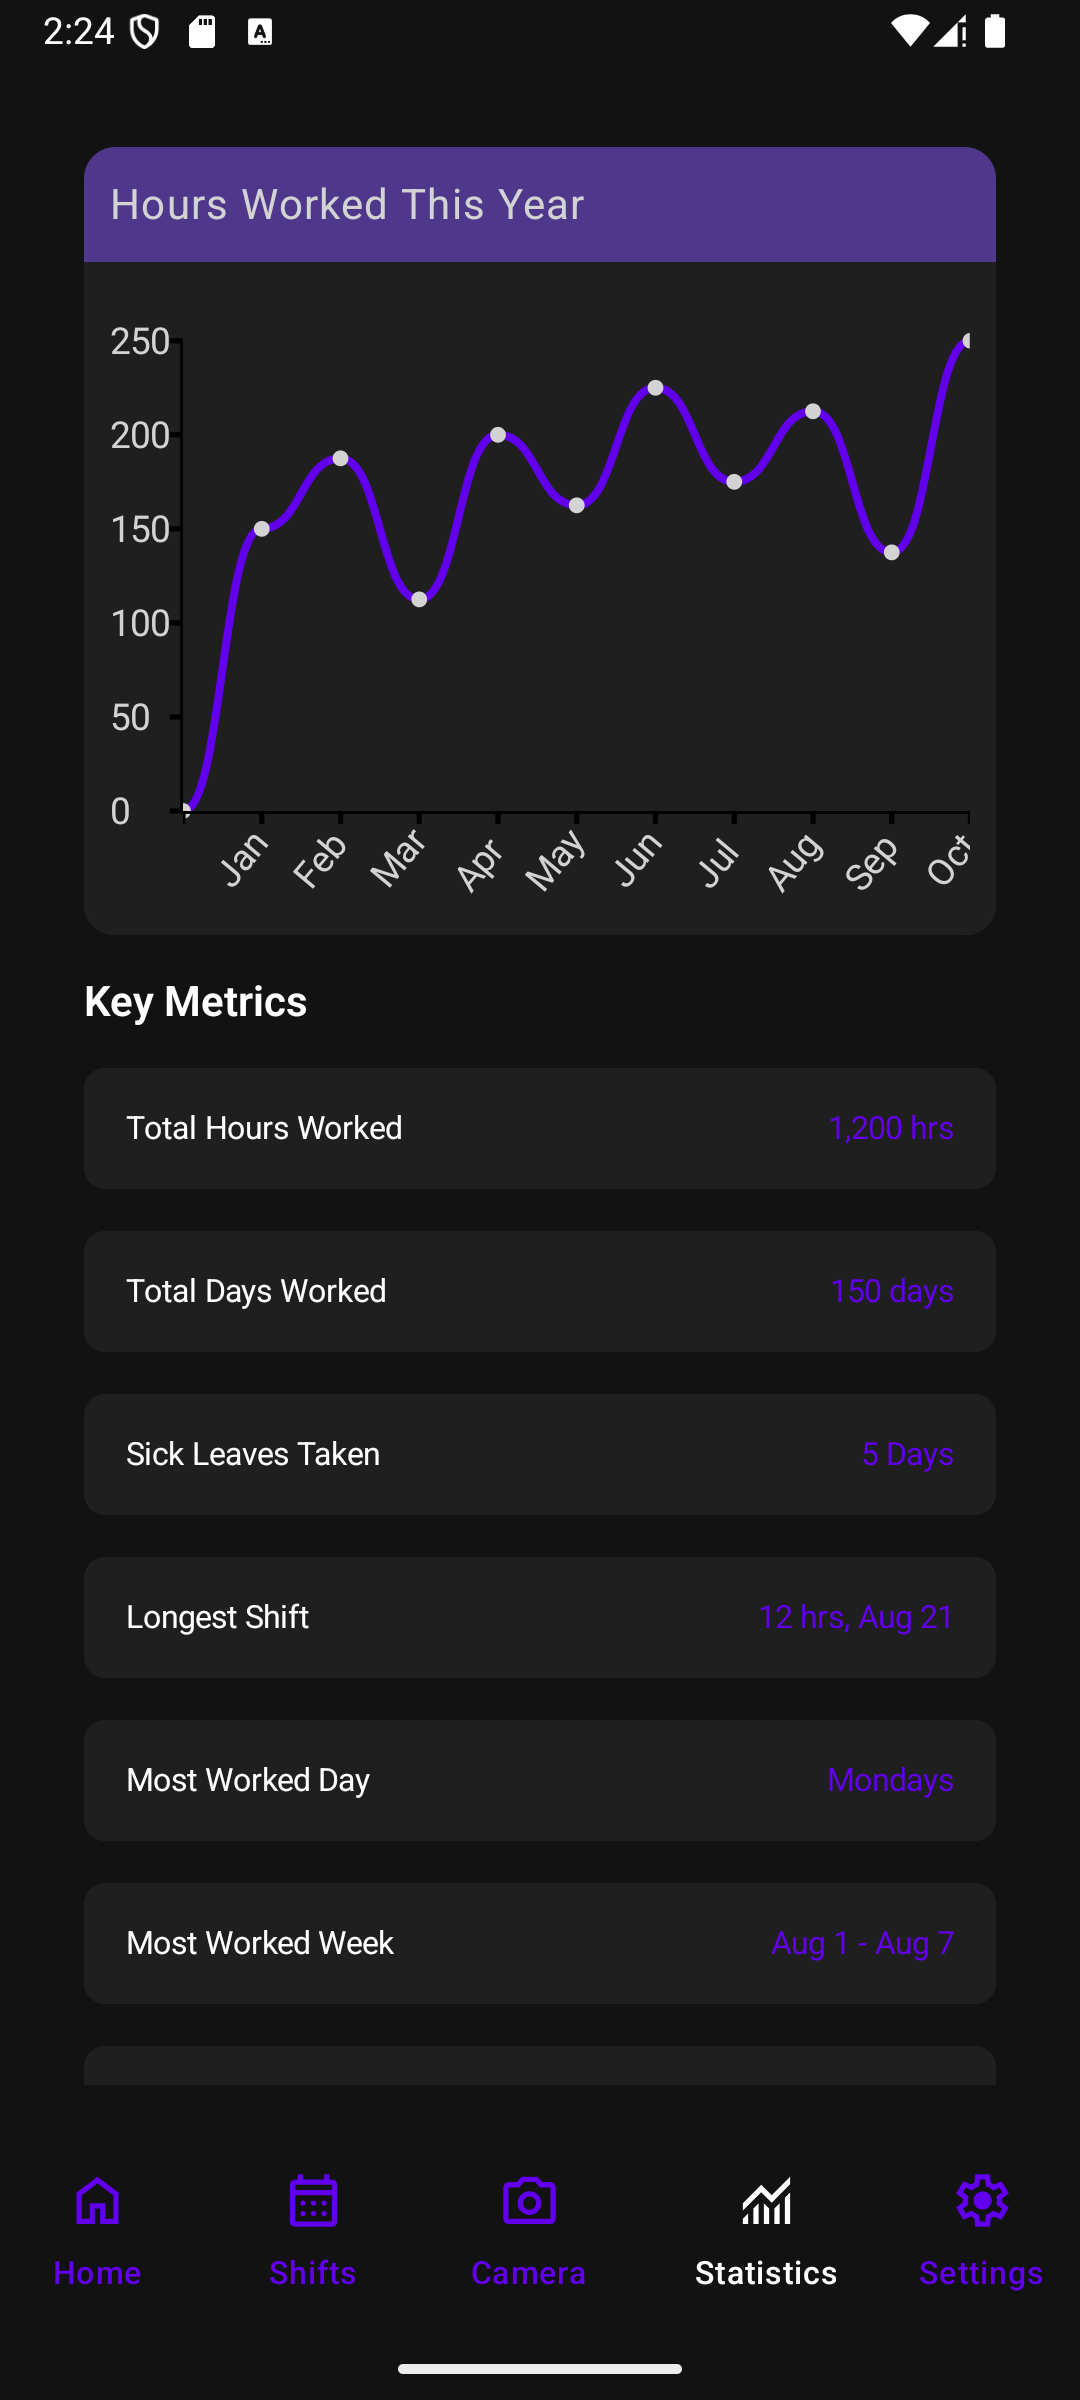 2:24
Hours Worked This Year
250
200
150
100
50
0
Jan Feb Mar Apr May Jun Jul Aug Sep Oct
Key Metrics
Total Hours Worked 1,200 hrs
Total Days Worked 150 days
Sick Leaves Taken 5 Days
Longest Shift 12 hrs, Aug 21
Most Worked Day Mondays
Most Worked Week Aug 1 - Aug 7
Home Shifts Camera Statistics Settings